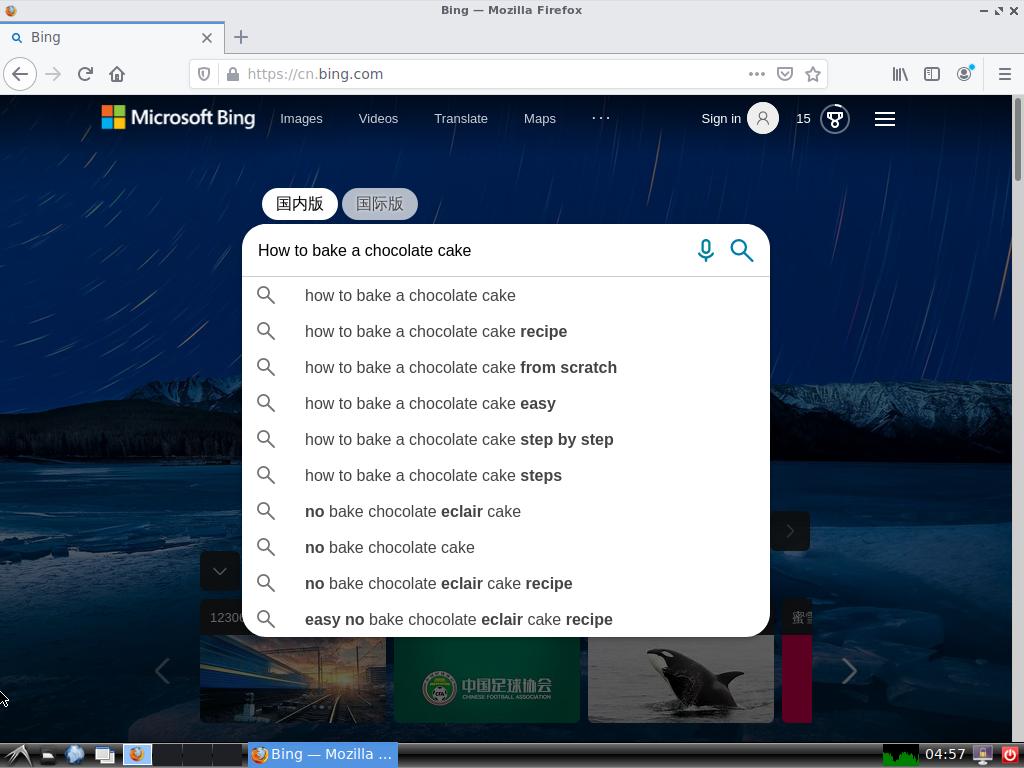 Bing — Mozilla Firefox
Bing
https://cn.bing.com
Microsoft Bing
Images
Videos
Translate
Maps
Sign in
15
国内版
国际版
How to bake a chocolate cake
how to bake a chocolate cake
how to bake a chocolate cake recipe
how to bake a chocolate cake from scratch
how to bake a chocolate cake easy
how to bake a chocolate cake step by step
how to bake a chocolate cake steps
no bake chocolate eclair cake
no bake chocolate cake
no bake chocolate eclair cake recipe
easy no bake chocolate eclair cake recipe
12306
蜜雪
CFA
中国足球协会
CHINESE FOOTBALL ASSOCIATION
Bing — Mozilla ...
04:57